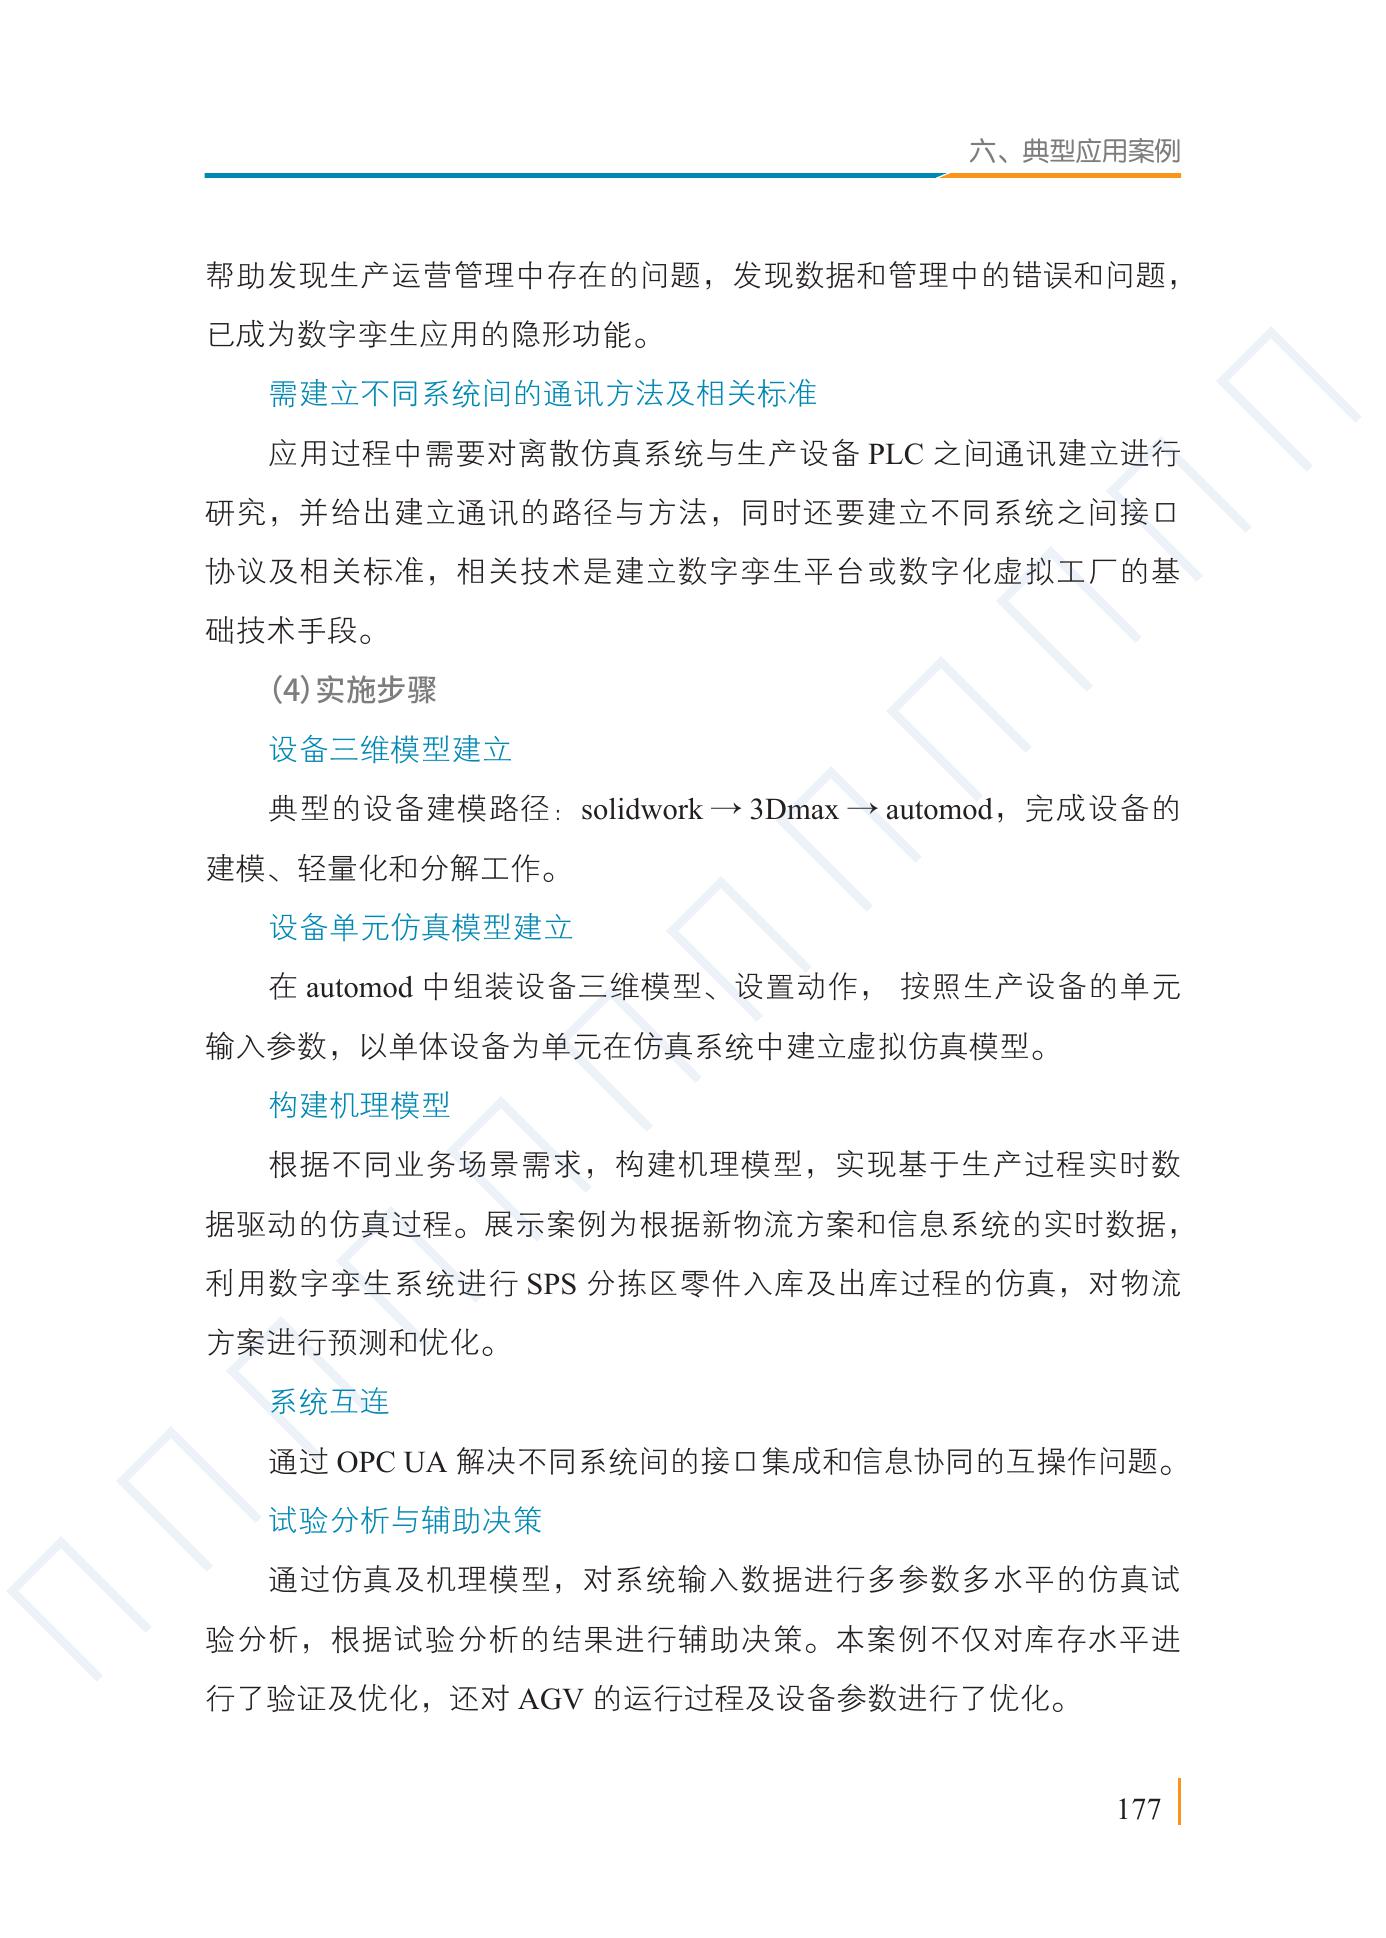 六、典型应用案例
帮助发现生产运营管理中存在的问题，发现数据和管理中的错误和问题，
已成为数字孪生应用的隐形功能。
需建立不同系统间的通讯方法及相关标准
应用过程中需要对离散仿真系统与生产设备 PLC 之间通讯建立进行
研究，并给出建立通讯的路径与方法，同时还要建立不同系统之间接口
协议及相关标准，相关技术是建立数字孪生平台或数字化虚拟工厂的基
础技术手段。
(4) 实施步骤
设备三维模型建立
典型的设备建模路径：solidwork → 3Dmax → automod，完成设备的
建模、轻量化和分解工作。
设备单元仿真模型建立
在 automod 中组装设备三维模型、设置动作， 按照生产设备的单元
输入参数，以单体设备为单元在仿真系统中建立虚拟仿真模型。
构建机理模型
根据不同业务场景需求，构建机理模型，实现基于生产过程实时数
据驱动的仿真过程。展示案例为根据新物流方案和信息系统的实时数据，
利用数字孪生系统进行 SPS 分拣区零件入库及出库过程的仿真，对物流
方案进行预测和优化。
系统互连
通过 OPC UA 解决不同系统间的接口集成和信息协同的互操作问题。
试验分析与辅助决策
通过仿真及机理模型，对系统输入数据进行多参数多水平的仿真试
验分析，根据试验分析的结果进行辅助决策。本案例不仅对库存水平进
行了验证及优化，还对 AGV 的运行过程及设备参数进行了优化。
177